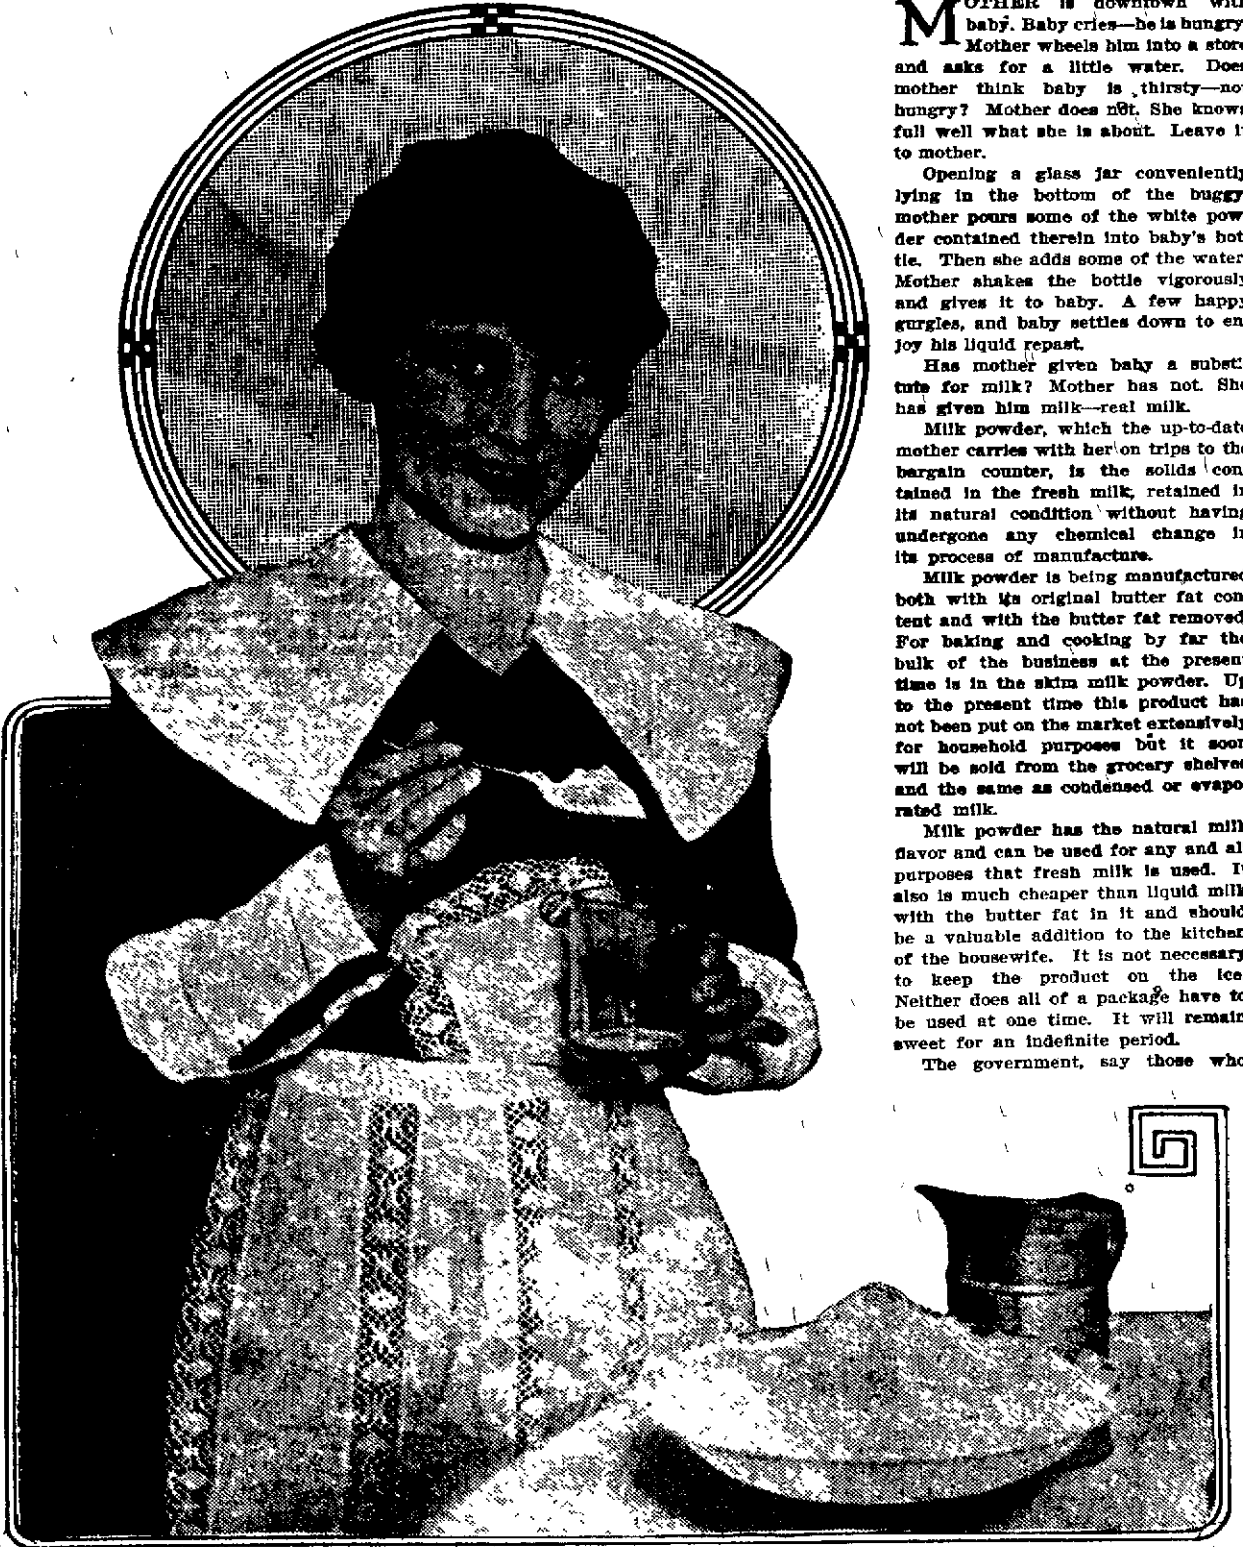 MOTHER is downtown with
baby. Baby cries—he is hungry
Mother wheels him into a store
and asks for a little water. Does
mother think baby is thirsty—not
hungry? Mother does not. She knows
full well what she is about. Leave it
to mother.
Opening a glass jar conveniently
lying in the bottom of the buggy
mother pours some of the white pow
der contained therein into baby's bot
tle. Then she adds some of the water
Mother shakes the bottle vigorously
and gives it to baby. A few happy
gurgles, and baby settles down to en
joy his liquid repast.
Has mother given baby a substi
tute for milk? Mother has not. She
has given him milk—real milk.
Milk powder, which the up-to-date
mother carries with her on trips to the
bargain counter, is the solids con
tained in the fresh milk, retained in
its natural condition without having
undergone any chemical change in
its process of manufacture.
Milk powder is being manufactured
both with its original butter fat con
tent and with the butter fat removed
For baking and cooking by far the
bulk of the business at the present
time is in the skim milk powder. Up
to the present time this product has
not been put on the market extensively
for household purposes but it soon
will be sold from the grocery shelves
and the same as condensed or evapo
rated milk.
Milk powder has the natural milk
flavor and can be used for any and all
purposes that fresh milk is used. It
also is much cheaper than liquid milk
with the butter fat in it and should
be a valuable addition to the kitchen
of the housewife. It is not necessary
to keep the product on the ice
Neither does all of a package have to
be used at one time. It will remain
sweet for an indefinite period.
The government, say those who